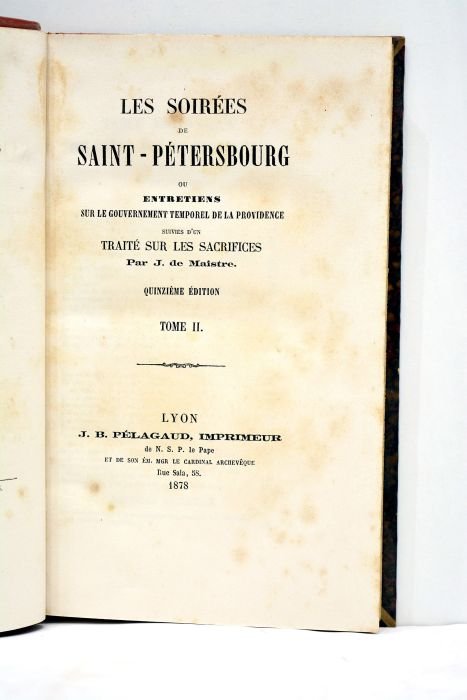 LES SOIRÉES
DE
SAINT-PÉTERSBOURG
OU
ENTRETIENS
SUR LE GOUVERNEMENT TEMPOREL DE LA PROVIDENCE
SUIVIES D'UN
TRAITÉ SUR LES SACRIFICES
Par J. de Maistre.
QUINZIÈME ÉDITION
TOME II.
LYON
J. B. PÉLAGAUD, IMPRIMEUR
de N. S. P. le Pape
ET DE SON ÉM. MGR LE CARDINAL ARCHEVÊQUE
Rue Sala, 58.
1878